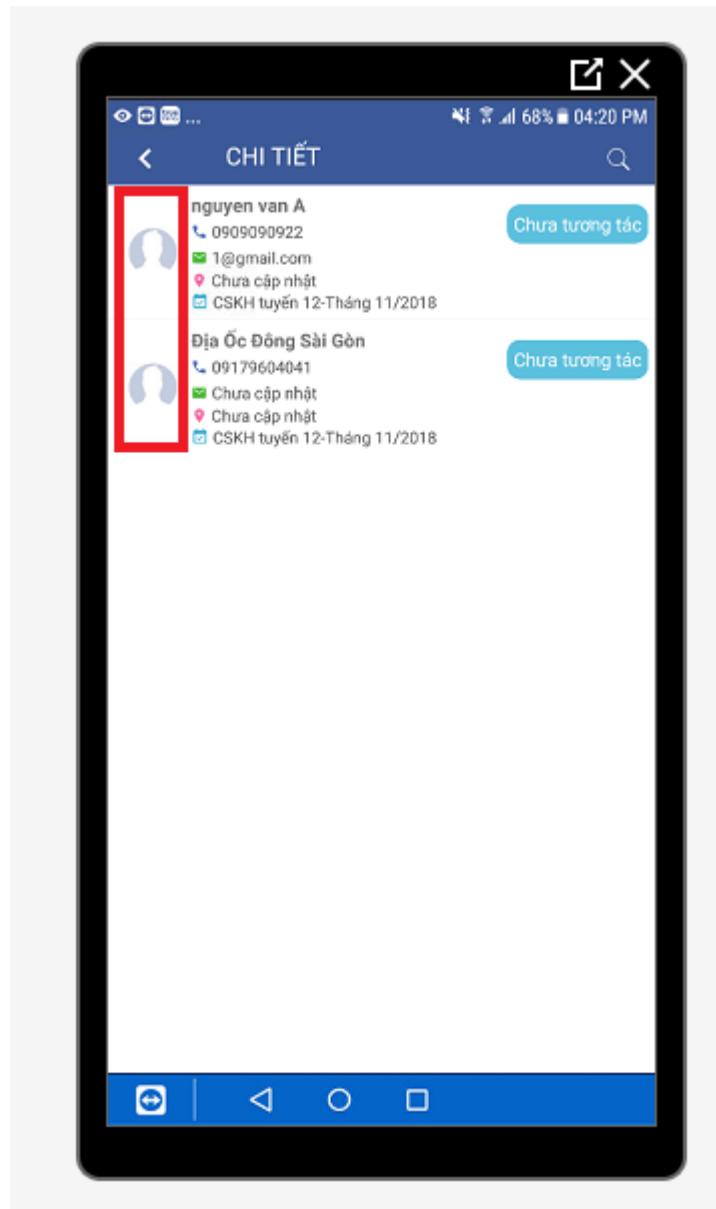 ... 68% 04:20 PM
CHI TIẾT
nguyen van A
0909090922
Chưa tương tác
1@gmail.com
Chưa cập nhật
CSKH tuyến 12-Tháng 11/2018
Địa Ốc Đông Sài Gòn
09179604041
Chưa tương tác
Chưa cập nhật
Chưa cập nhật
CSKH tuyến 12-Tháng 11/2018